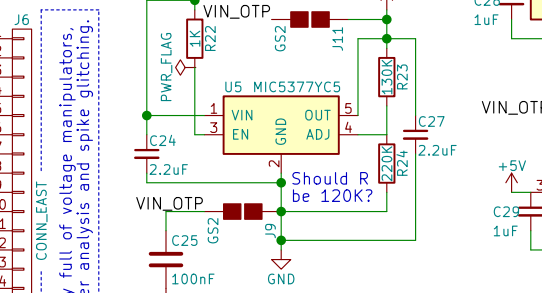 J6
VIN_OTP
C28
1uF
GS2
J11
R22
1K
PWR_FLAG
130K
R23
U5 MIC5377YC5
1
VIN
OUT
5
3
EN
ADJ
4
GND
2
C27
2.2uF
C24
2.2uF
220K
R24
VIN_OT
Should R
be 120K?
+5V
VIN_OTP
GS2
J9
C29
1uF
C25
100nF
GND
CONN_EAST
y full of voltage manipulators,
er analysis and spike glitching.